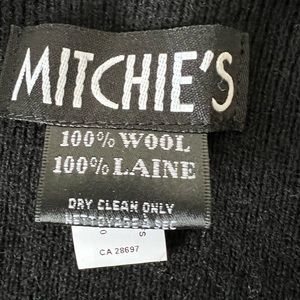 MITCHIE'S
100% WOOL
100% LAINE
DRY CLEAN ONLY
NETTOYAGE À SEC
O S
CA 28697